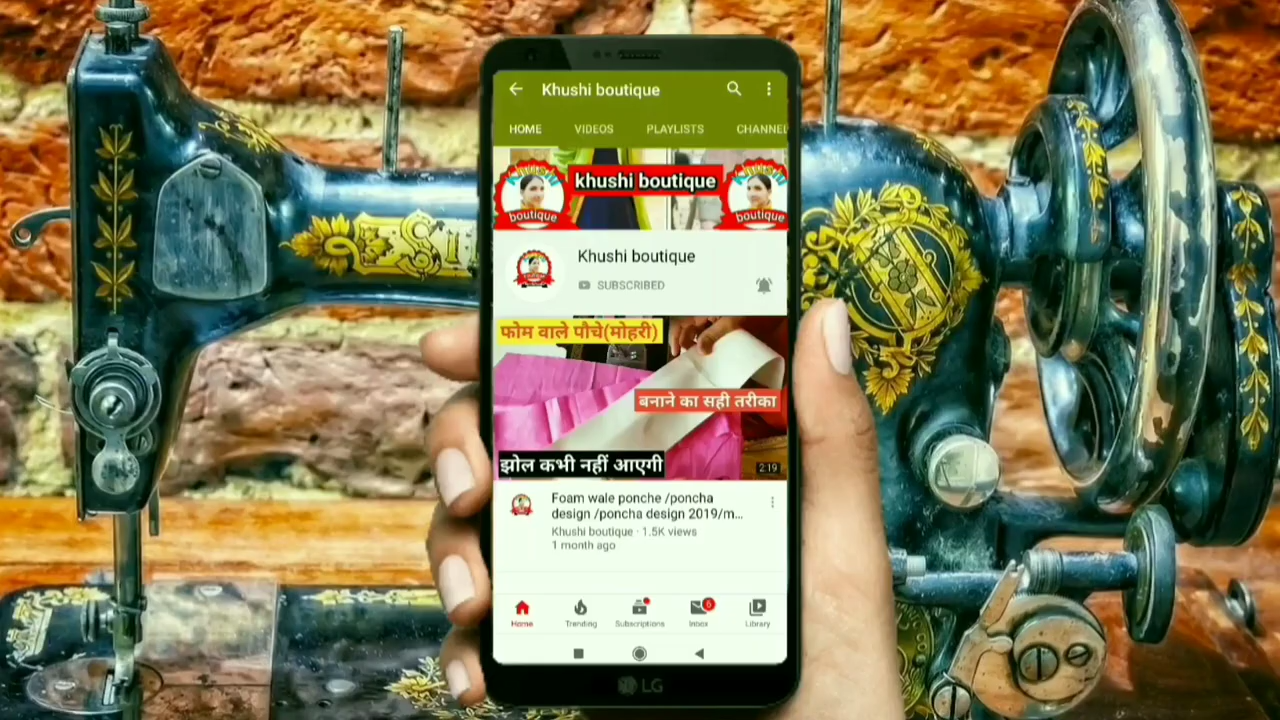 Khushi boutique
HOME VIDEOS PLAYLISTS CHANNEL
khushi boutique
boutique
boutique
Khushi boutique
SUBSCRIBED
फोम वाले पौचे(मोहरी)
बनाने का सही तरीका
झोल कभी नहीं आएगी
2:19
Foam wale ponche /poncha
design /poncha design 2019/m...
Khushi boutique · 1.5K views
1 month ago
6
Home Trending Subscriptions Inbox Library
LG